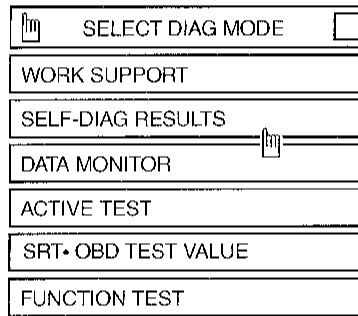 SELECT DIAG MODE
WORK SUPPORT
SELF-DIAG RESULTS
DATA MONITOR
ACTIVE TEST
SRT• OBD TEST VALUE
FUNCTION TEST